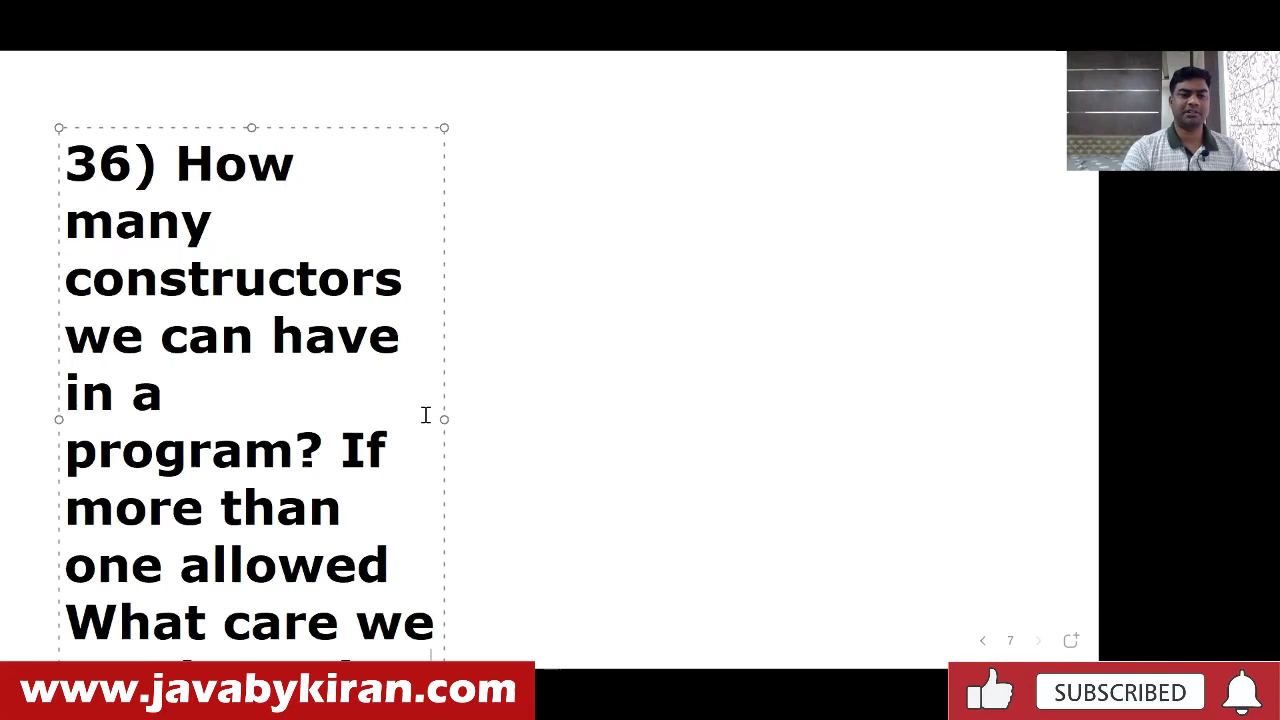 36) How
many
constructors
we can have
in a
program? If
more than
one allowed
What care we
7
www.javabykiran.com
SUBSCRIBED